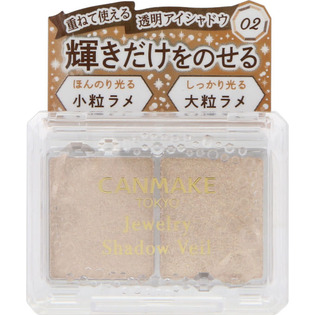 重ねて使える
透明アイシャドウ
02
輝きだけをのせる
ほんのり光る
小粒ラメ
しっかり光る
大粒ラメ
CANMAKE
TOKYO
Jewelry
Shadow Veil